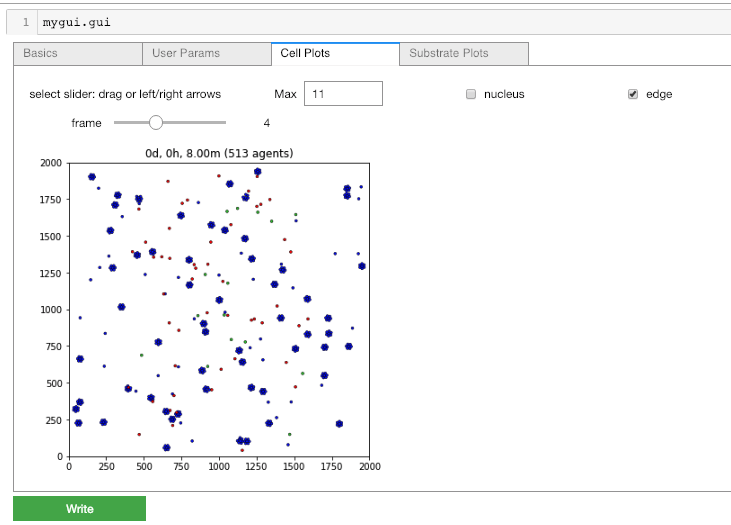 1 mygui.gui
Basics User Params Cell Plots Substrate Plots
select slider: drag or left/right arrows Max 11 nucleus edge
frame 4
0d, 0h, 8.00m (513 agents)
2000
1750
1500
1250
1000
750
500
250
0
0 250 500 750 1000 1250 1500 1750 2000
Write